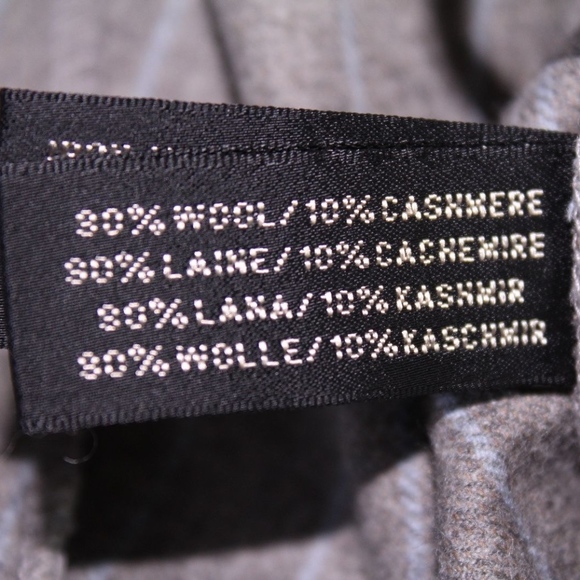 90% WOOL/10% CASHMERE
90% LAINE/10% CACHEMIRE
90% LANA/10% KASHMIR
90% WOLLE/10% KASCHMIR